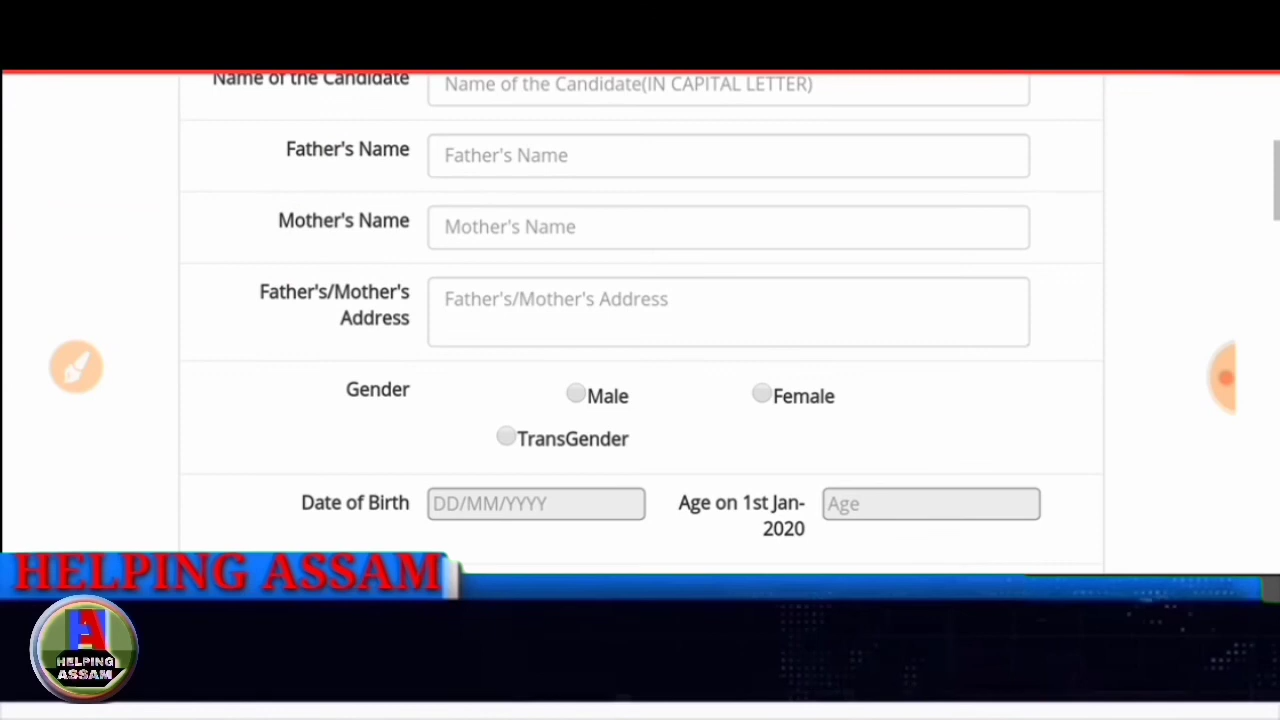 Name of the Candidate
Name of the Candidate(IN CAPITAL LETTER)
Father's Name
Father's Name
Mother's Name
Mother's Name
Father's/Mother's
Address
Father's/Mother's Address
Gender
Male
Female
TransGender
Date of Birth
DD/MM/YYYY
Age on 1st Jan-
2020
Age
HELPING ASSAM
HA
HELPING
ASSAM